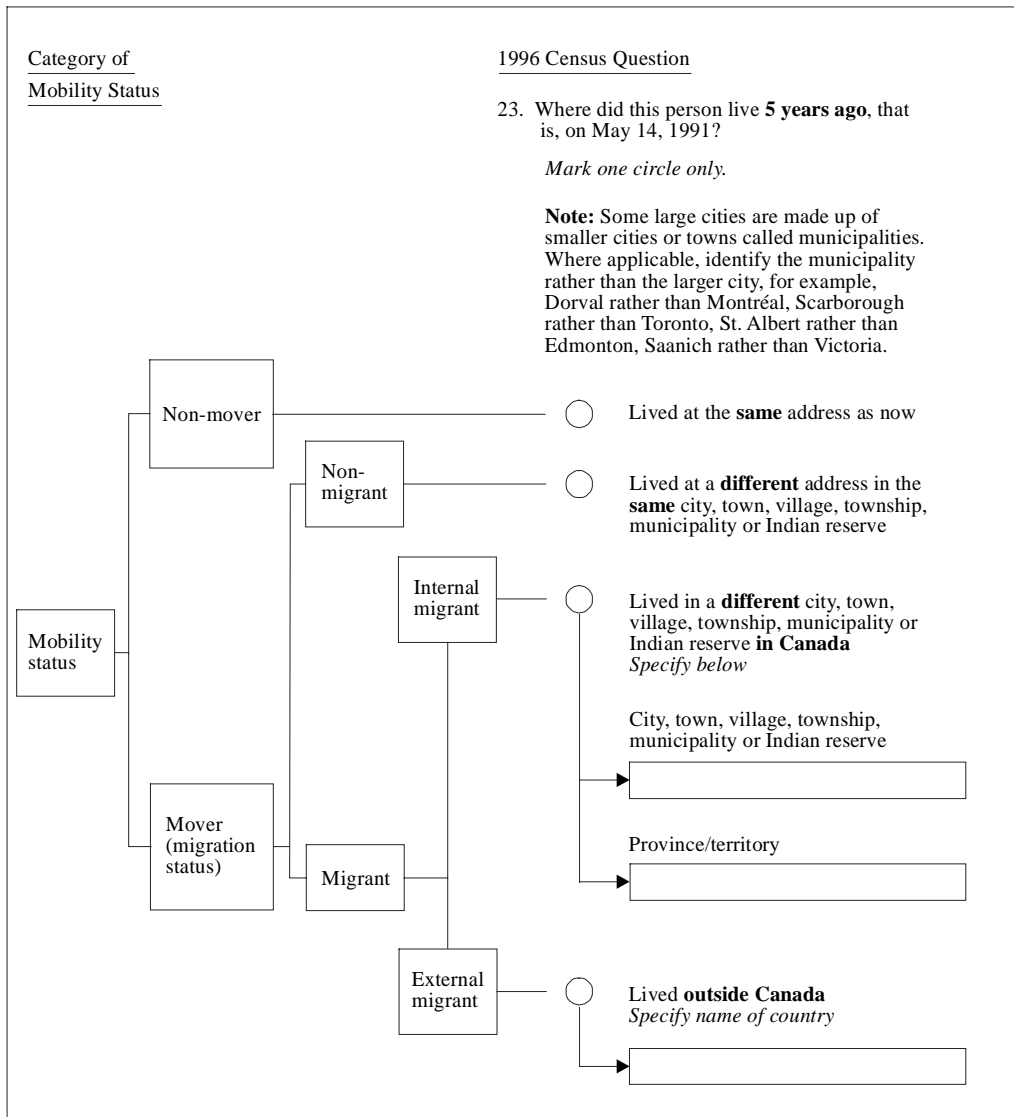 Category of
Mobility Status
1996 Census Question
23. Where did this person live 5 years ago, that
is, on May 14, 1991?
Mark one circle only.
Note: Some large cities are made up of
smaller cities or towns called municipalities.
Where applicable, identify the municipality
rather than the larger city, for example,
Dorval rather than Montréal, Scarborough
rather than Toronto, St. Albert rather than
Edmonton, Saanich rather than Victoria.
Non-mover
Lived at the same address as now
Non-
migrant
Lived at a different address in the
same city, town, village, township,
municipality or Indian reserve
Internal
migrant
Lived in a different city, town,
village, township, municipality or
Indian reserve in Canada
Specify below
Mobility
status
City, town, village, township,
municipality or Indian reserve
Mover
(migration
status)
Province/territory
Migrant
External
migrant
Lived outside Canada
Specify name of country